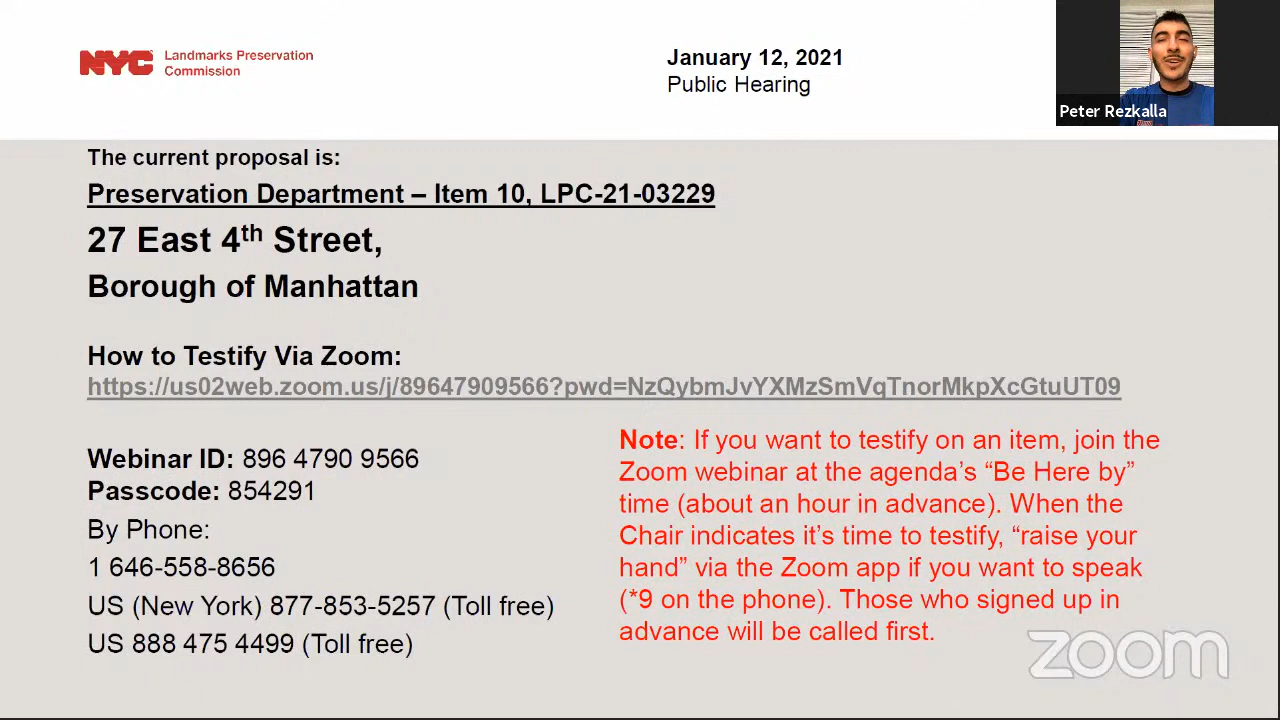 NYC Landmarks Preservation
Commission
January 12, 2021
Public Hearing
Peter Rezkalla
The current proposal is:
Preservation Department – Item 10, LPC-21-03229
27 East 4th Street,
Borough of Manhattan
How to Testify Via Zoom:
https://us02web.zoom.us/j/89647909566?pwd=NzQybmJvYXMzSmVqTnorMkpXcGtuUT09
Webinar ID: 896 4790 9566
Passcode: 854291
By Phone:
1 646-558-8656
US (New York) 877-853-5257 (Toll free)
US 888 475 4499 (Toll free)
Note: If you want to testify on an item, join the
Zoom webinar at the agenda’s “Be Here by”
time (about an hour in advance). When the
Chair indicates it’s time to testify, “raise your
hand” via the Zoom app if you want to speak
(*9 on the phone). Those who signed up in
advance will be called first.
zoom